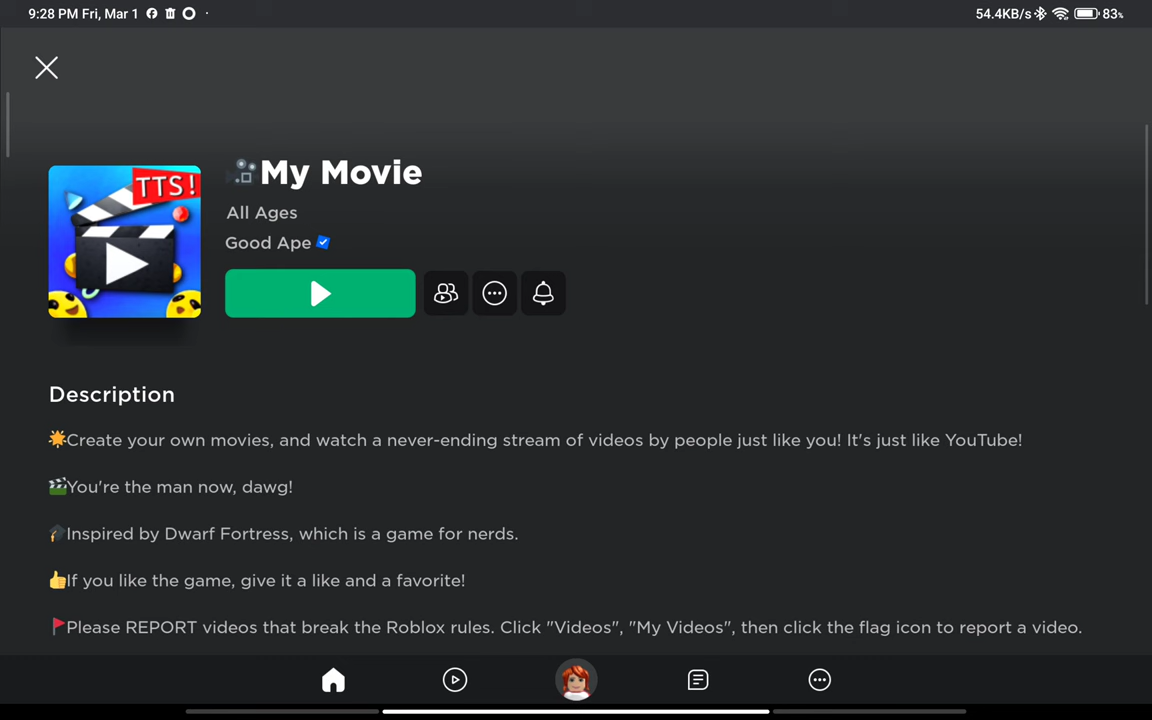 9:28 PM Fri, Mar 1
54.4KB/s
83%
TTS!
My Movie
All Ages
Good Ape
Description
Create your own movies, and watch a never-ending stream of videos by people just like you! It's just like YouTube!
You're the man now, dawg!
Inspired by Dwarf Fortress, which is a game for nerds.
If you like the game, give it a like and a favorite!
Please REPORT videos that break the Roblox rules. Click "Videos", "My Videos", then click the flag icon to report a video.